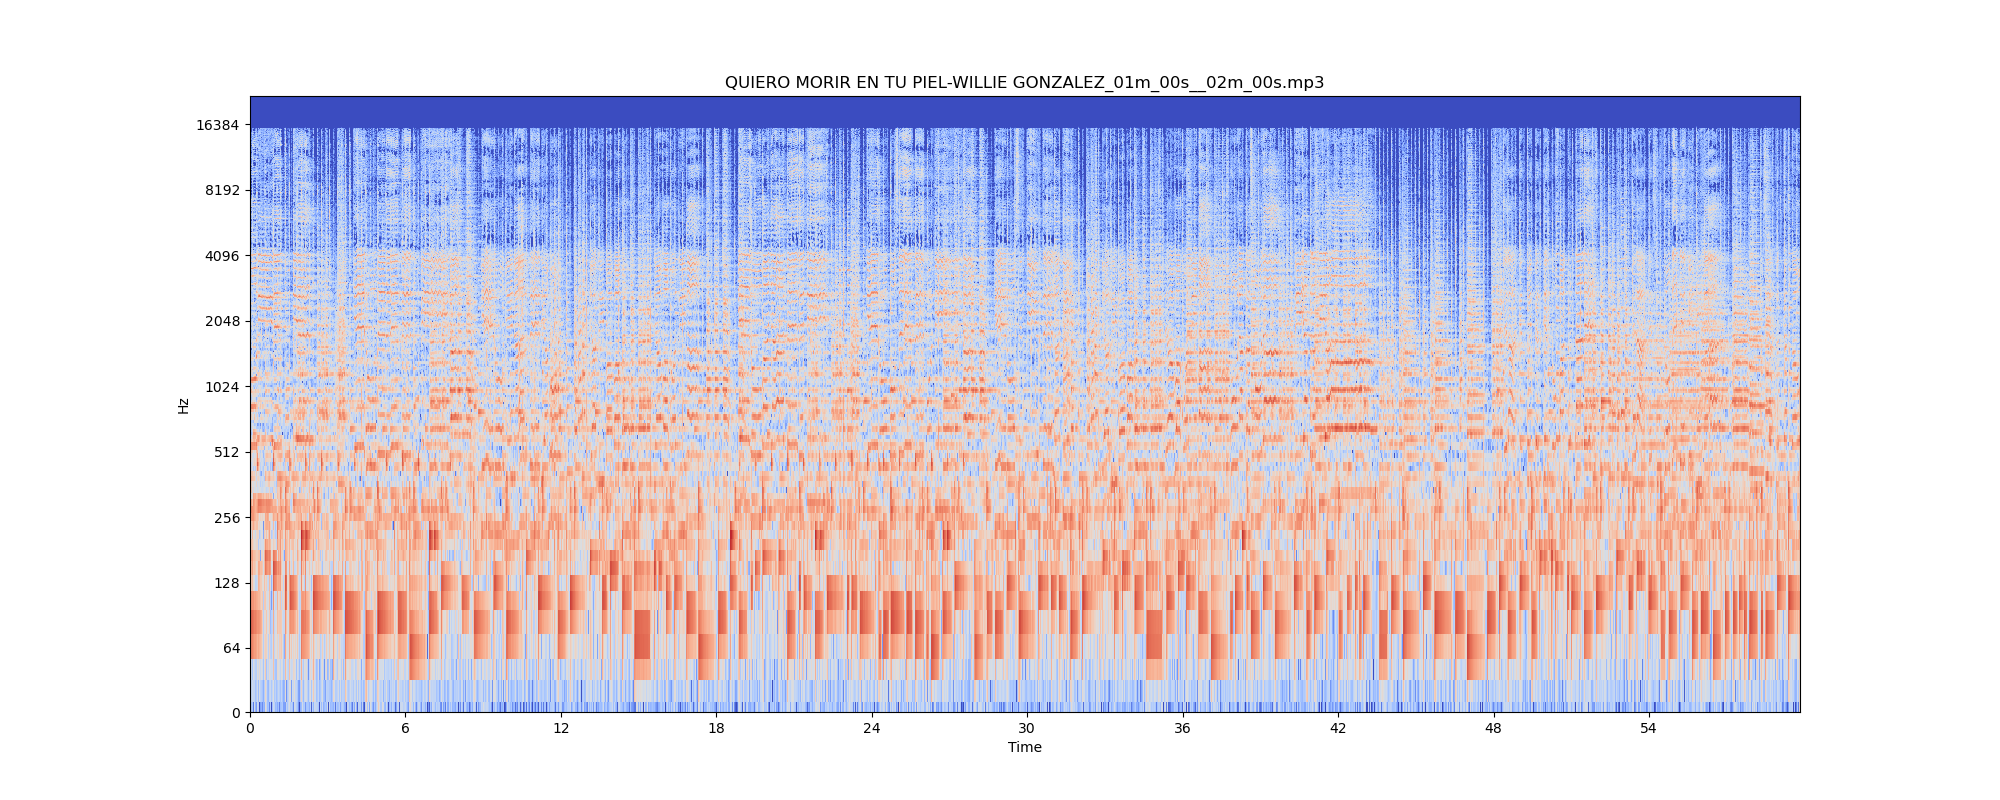 QUIERO MORIR EN TU PIEL-WILLIE GONZALEZ_01m_00s__02m_00s.mp3
16384
8192
4096
2048
1024
512
256
128
64
0
Hz
0 6 12 18 24 30 36 42 48 54
Time